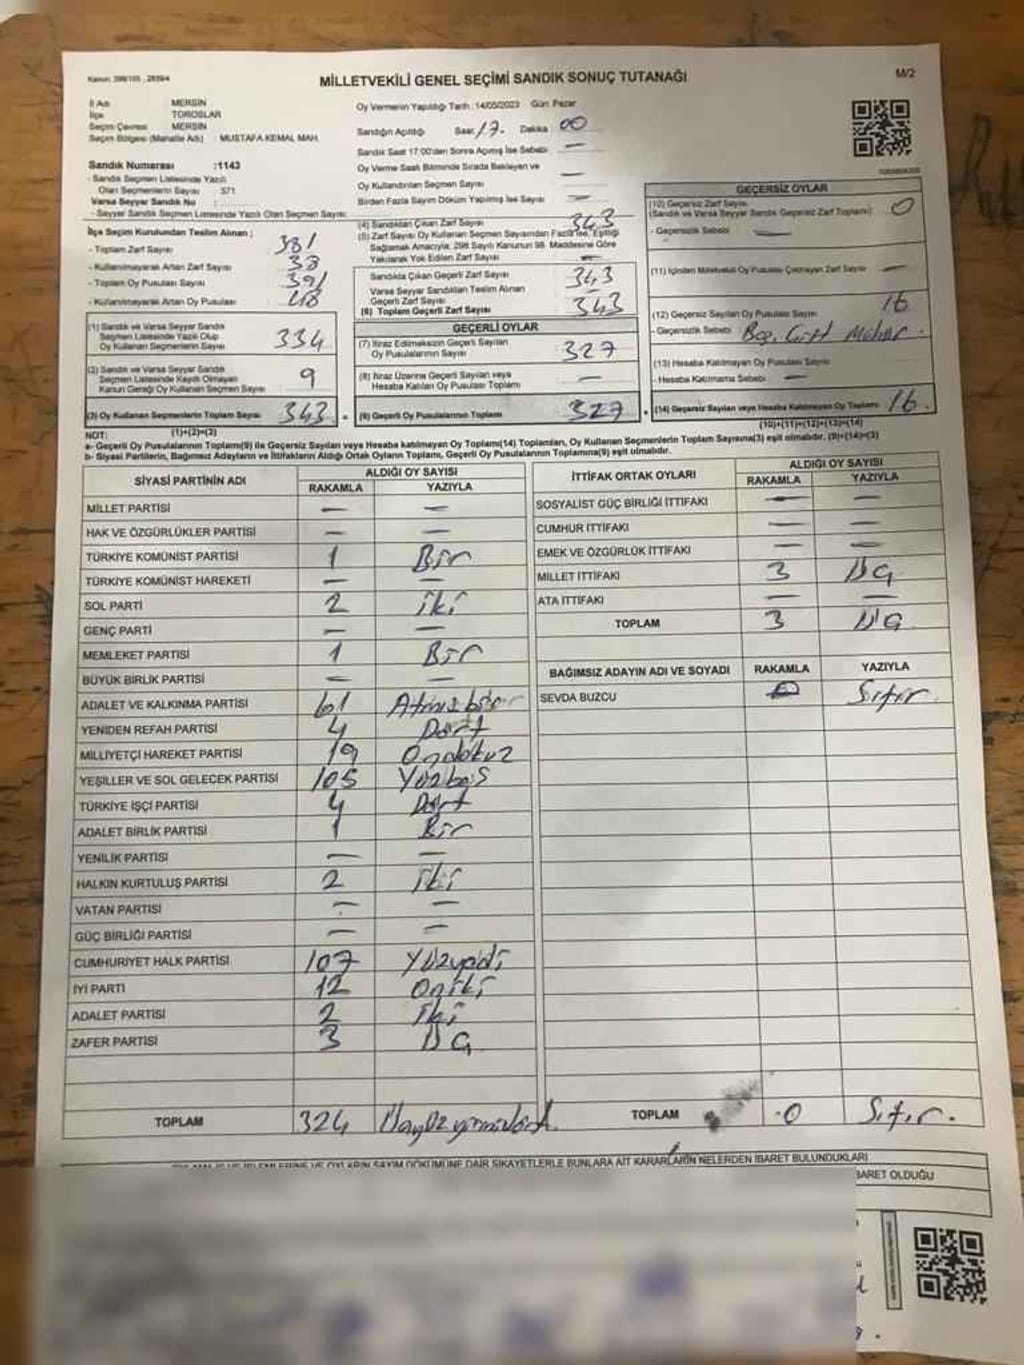 Kanun: 298/105 , 2839/4
MİLLETVEKİLİ GENEL SEÇİMİ SANDIK SONUÇ TUTANAĞI
M/2
İl Adı MERSİN
İlçe TOROSLAR
Seçim Çevresi MERSİN
Seçim Bölgesi (Mahalle Adı) : MUSTAFA KEMAL MAH.
Sandık Numarası :1143
- Sandık Seçmen Listesinde Yazılı
Olan Seçmenlerin Sayısı 371
Varsa Seyyar Sandık No :
- Seyyar Sandık Seçmen Listesinde Yazılı Olan Seçmen Sayısı:
Oy Vermenin Yapıldığı Tarih :14/05/2023 Gün: Pazar
Sandığın Açıldığı Saat 17. Dakika 00
Sandık Saat 17:00'den Sonra Açılmış İse Sebebi —
Oy Verme Saati Bitiminde Sırada Bekleyen ve
Oy Kullandırılan Seçmen Sayısı —
Birden Fazla Sayım Döküm Yapılmış İse Sayısı —
İlçe Seçim Kurulundan Teslim Alınan ;
- Toplam Zarf Sayısı 381
- Kullanılmayarak Artan Zarf Sayısı 38
- Toplam Oy Pusulası Sayısı 391
- Kullanılmayarak Artan Oy Pusulası 48
(4) Sandıktan Çıkan Zarf Sayısı 343
(5) Zarf Sayısı Oy Kullanan Seçmen Sayısından Fazla ise, Eşitliği
Sağlamak Amacıyla; 298 Sayılı Kanunun 98. Maddesine Göre
Yakılarak Yok Edilen Zarf Sayısı —
Sandıkta Çıkan Geçerli Zarf Sayısı 343
Varsa Seyyar Sandıktan Teslim Alınan
Geçerli Zarf Sayısı —
(6) Toplam Geçerli Zarf Sayısı 343
GEÇERSİZ OYLAR
(10) Geçersiz Zarf Sayısı
(Sandık ve Varsa Seyyar Sandık Geçersiz Zarf Toplamı) 0
- Geçersizlik Sebebi —
(11) İçinden Milletvekili Oy Pusulası Çıkmayan Zarf Sayısı —
(12) Geçersiz Sayılan Oy Pusulası Sayısı 16
- Geçersizlik Sebebi Boş, Çift Mühür.
(13) Hesaba Katılmayan Oy Pusulası Sayısı
- Hesaba Katılmama Sebebi —
(14) Geçersiz Sayılan veya Hesaba Katılmayan Oy Toplamı 16.
(10)+(11)+(12)+(13)=(14)
(1) Sandık ve Varsa Seyyar Sandık
Seçmen Listesinde Yazılı Olup
Oy Kullanan Seçmenlerin Sayısı 334
(2) Sandık ve Varsa Seyyar Sandık
Seçmen Listesinde Kayıtlı Olmayan
Kanun Gereği Oy Kullanan Seçmen Sayısı 9
(3) Oy Kullanan Seçmenlerin Toplam Sayısı 343
(1)+(2)=(3)
GEÇERLİ OYLAR
(7) İtiraz Edilmeksizin Geçerli Sayılan
Oy Pusulalarının Sayısı 327
(8) İtiraz Üzerine Geçerli Sayılan veya
Hesaba Katılan Oy Pusulası Toplamı —
(9) Geçerli Oy Pusulalarının Toplamı 327
NOT:
a- Geçerli Oy Pusulalarının Toplamı(9) ile Geçersiz Sayılan veya Hesaba katılmayan Oy Toplamı(14) Toplamları, Oy Kullanan Seçmenlerin Toplam Sayısına(3) eşit olmalıdır. (9)+(14)=(3)
b- Siyasi Partilerin, Bağımsız Adayların ve İttifakların Aldığı Ortak Oyların Toplamı, Geçerli Oy Pusulalarının Toplamına(9) eşit olmalıdır.
SİYASİ PARTİNİN ADI ALDIĞI OY SAYISI
RAKAMLA YAZIYLA
MİLLET PARTİSİ — —
HAK VE ÖZGÜRLÜKLER PARTİSİ — —
TÜRKİYE KOMÜNİST PARTİSİ 1 Bir
TÜRKİYE KOMÜNİST HAREKETİ — —
SOL PARTİ 2 iki
GENÇ PARTİ — —
MEMLEKET PARTİSİ 1 Bir
BÜYÜK BİRLİK PARTİSİ — —
ADALET VE KALKINMA PARTİSİ 61 Atmışbir
YENİDEN REFAH PARTİSİ 4 Dört
MİLLİYETÇİ HAREKET PARTİSİ 19 Ondokuz
YEŞİLLER VE SOL GELECEK PARTİSİ 105 Yüzbeş
TÜRKİYE İŞÇİ PARTİSİ 4 Dört
ADALET BİRLİK PARTİSİ 1 Bir
YENİLİK PARTİSİ — —
HALKIN KURTULUŞ PARTİSİ 2 iki
VATAN PARTİSİ — —
GÜÇ BİRLİĞİ PARTİSİ — —
CUMHURİYET HALK PARTİSİ 107 Yüzyedi
İYİ PARTİ 12 Oniki
ADALET PARTİSİ 2 iki
ZAFER PARTİSİ 3 ÜÇ
TOPLAM 324 Üçyüzyirmidört
İTTİFAK ORTAK OYLARI ALDIĞI OY SAYISI
RAKAMLA YAZIYLA
SOSYALİST GÜÇ BİRLİĞİ İTTİFAKI — —
CUMHUR İTTİFAKI — —
EMEK VE ÖZGÜRLÜK İTTİFAKI — —
MİLLET İTTİFAKI 3 ÜÇ
ATA İTTİFAKI — —
TOPLAM 3 ÜÇ
BAĞIMSIZ ADAYIN ADI VE SOYADI RAKAMLA YAZIYLA
SEVDA BUZCU 0 Sıfır
TOPLAM 0 Sıfır.
İŞLEMLERİNE VE OYLARIN SAYIM DÖKÜMÜNE DAİR ŞİKAYETLERLE BUNLARA AİT KARARLARIN NELERDEN İBARET BULUNDUKLARI
BARET OLDUĞU